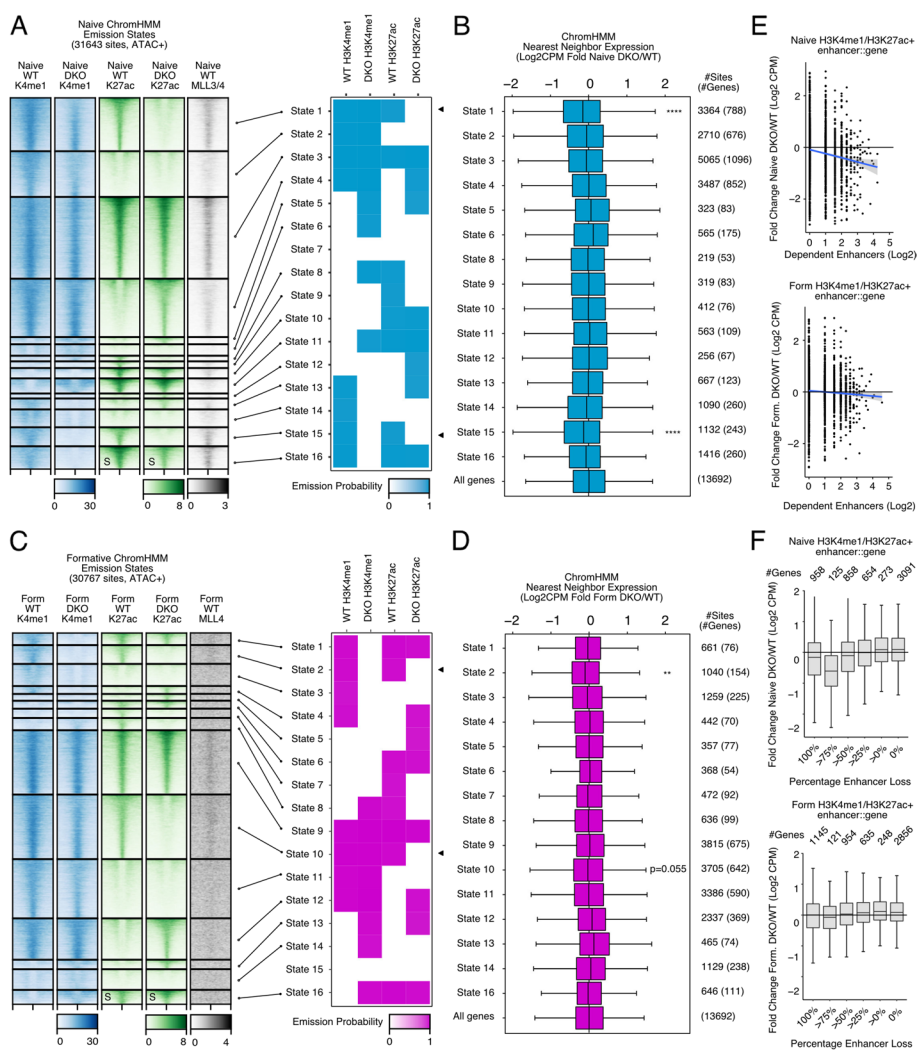 A
Naive ChromHMM
Emission States
(31643 sites, ATAC+)
Naive WT K4me1
Naive DKO K4me1
Naive WT K27ac
Naive DKO K27ac
Naive WT MLL3/4
S
S
0 30
0 8
0 3
WT H3K4me1
DKO H3K4me1
WT H3K27ac
DKO H3K27ac
State 1
State 2
State 3
State 4
State 5
State 6
State 7
State 8
State 9
State 10
State 11
State 12
State 13
State 14
State 15
State 16
Emission Probability
0 1
B
ChromHMM
Nearest Neighbor Expression
(Log2CPM Fold Naive DKO/WT)
#Sites
(#Genes)
−2 −1 0 1 2
State 1 **** 3364 (788)
State 2 2710 (676)
State 3 5065 (1096)
State 4 3487 (852)
State 5 323 (83)
State 6 565 (175)
State 8 219 (53)
State 9 319 (83)
State 10 412 (76)
State 11 563 (109)
State 12 256 (67)
State 13 667 (123)
State 14 1090 (260)
State 15 **** 1132 (243)
State 16 1416 (260)
All genes (13692)
E
Naive H3K4me1/H3K27ac+
enhancer::gene
Fold Change Naive DKO/WT (Log2 CPM)
2
0
−2
0 1 2 3 4 5
Dependent Enhancers (Log2)
Form H3K4me1/H3K27ac+
enhancer::gene
Fold Change Form. DKO/WT (Log2 CPM)
2
0
−2
0 1 2 3 4 5
Dependent Enhancers (Log2)
C
Formative ChromHMM
Emission States
(30767 sites, ATAC+)
Form WT K4me1
Form DKO K4me1
Form WT K27ac
Form DKO K27ac
Form WT MLL4
S
S
0 30
0 8
0 4
WT H3K4me1
DKO H3K4me1
WT H3K27ac
DKO H3K27ac
State 1
State 2
State 3
State 4
State 5
State 6
State 7
State 8
State 9
State 10
State 11
State 12
State 13
State 14
State 15
State 16
Emission Probability
0 1
D
ChromHMM
Nearest Neighbor Expression
(Log2CPM Fold Form DKO/WT)
#Sites
(#Genes)
−2 −1 0 1 2
State 1 661 (76)
State 2 ** 1040 (154)
State 3 1259 (225)
State 4 442 (70)
State 5 357 (77)
State 6 368 (54)
State 7 472 (92)
State 8 636 (99)
State 9 3815 (675)
State 10 p=0.055 3705 (642)
State 11 3386 (590)
State 12 2337 (369)
State 13 465 (74)
State 14 1129 (238)
State 16 646 (111)
All genes (13692)
F
Naive H3K4me1/H3K27ac+
enhancer::gene
#Genes 958 125 858 654 273 3091
Fold Change Naive DKO/WT (Log2 CPM)
2
1
0
−1
−2
100% >75% >50% >25% >0% 0%
Percentage Enhancer Loss
Form H3K4me1/H3K27ac+
enhancer::gene
#Genes 1145 121 954 635 248 2856
Fold Change Form. DKO/WT (Log2 CPM)
2
1
0
−1
−2
100% >75% >50% >25% >0% 0%
Percentage Enhancer Loss